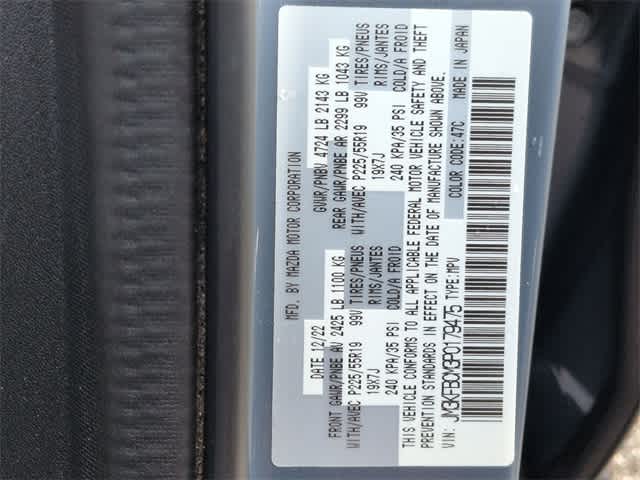 MFD. BY MAZDA MOTOR CORPORATION
DATE 12/22 GVWR/PNBV 4724 LB 2143 KG
FRONT GAWR/PNBE AV 2425 LB 1100 KG REAR GAWR/PNBE AR 2299 LB 1043 KG
WITH/AVEC P225/55R19 99V TIRES/PNEUS WITH/AVEC P225/55R19 99V TIRES/PNEUS
19X7J RIMS/JANTES 19X7J RIMS/JANTES
240 KPA/35 PSI COLD/A FROID 240 KPA/35 PSI COLD/A FROID
THIS VEHICLE CONFORMS TO ALL APPLICABLE FEDERAL MOTOR VEHICLE SAFETY AND THEFT
PREVENTION STANDARDS IN EFFECT ON THE DATE OF MANUFACTURE SHOWN ABOVE.
COLOR CODE:47C MADE IN JAPAN
VIN: JM3KFBCM3P0179475 TYPE:MPV